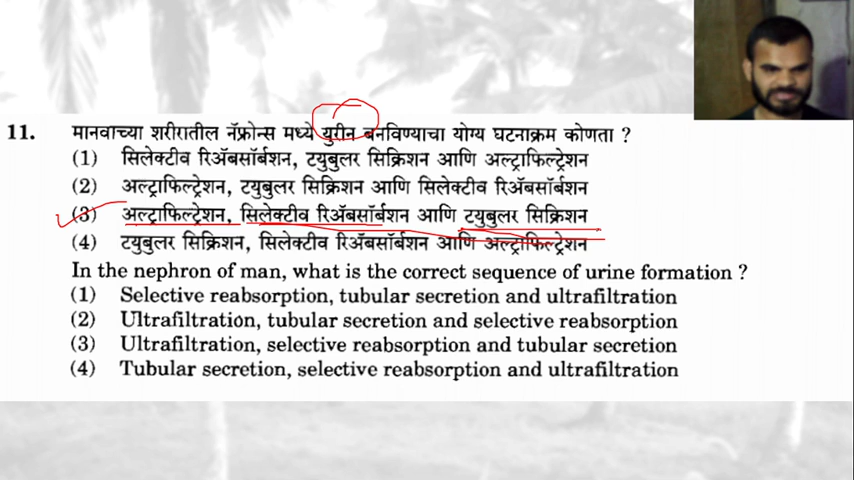 11. मानवाच्या शरीरातील नॅफ्रोन्स मध्ये युरीन बनविण्याचा योग्य घटनाक्रम कोणता ?
(1) सिलेक्टीव रिॲबसॉर्बशन, टयुबुलर सिक्रिशन आणि अल्ट्राफिल्ट्रेशन
(2) अल्ट्राफिल्ट्रेशन, टयुबुलर सिक्रिशन आणि सिलेक्टीव रिॲबसॉर्बशन
(3) अल्ट्राफिल्ट्रेशन, सिलेक्टीव रिॲबसॉर्बशन आणि टयुबुलर सिक्रिशन
(4) टयुबुलर सिक्रिशन, सिलेक्टीव रिॲबसॉर्बशन आणि अल्ट्राफिल्ट्रेशन
In the nephron of man, what is the correct sequence of urine formation ?
(1) Selective reabsorption, tubular secretion and ultrafiltration
(2) Ultrafiltration, tubular secretion and selective reabsorption
(3) Ultrafiltration, selective reabsorption and tubular secretion
(4) Tubular secretion, selective reabsorption and ultrafiltration